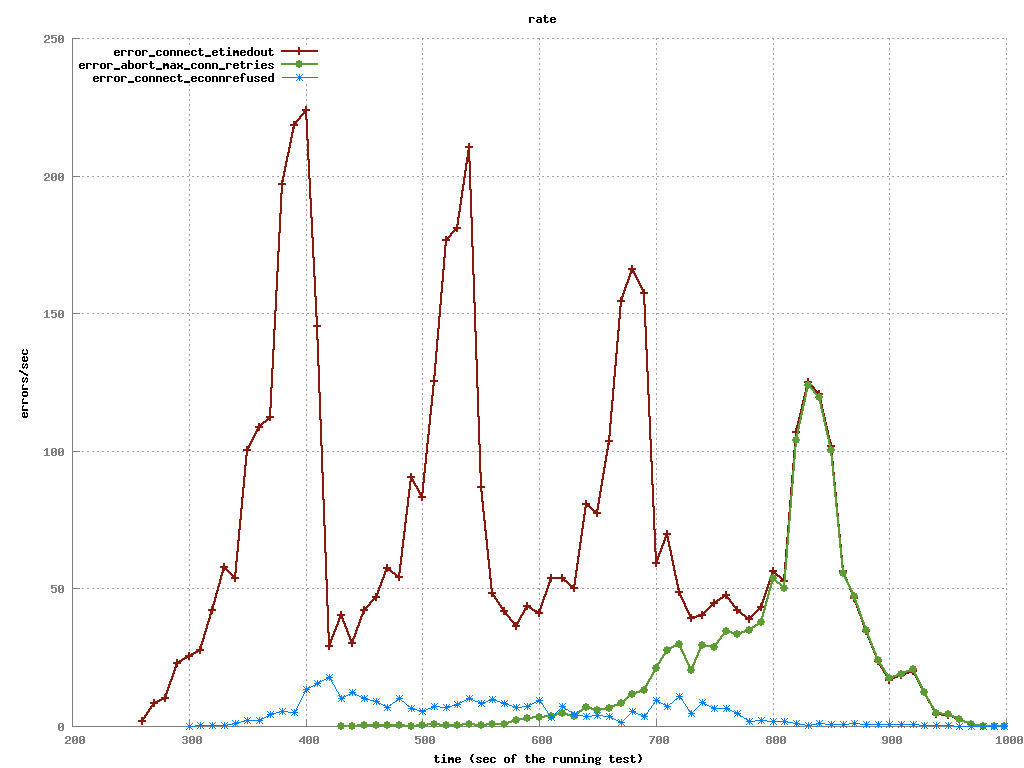 rate
250
200
150
100
50
0
errors/sec
error_connect_etimedout
error_abort_max_conn_retries
error_connect_econnrefused
200 300 400 500 600 700 800 900 1000
time (sec of the running test)